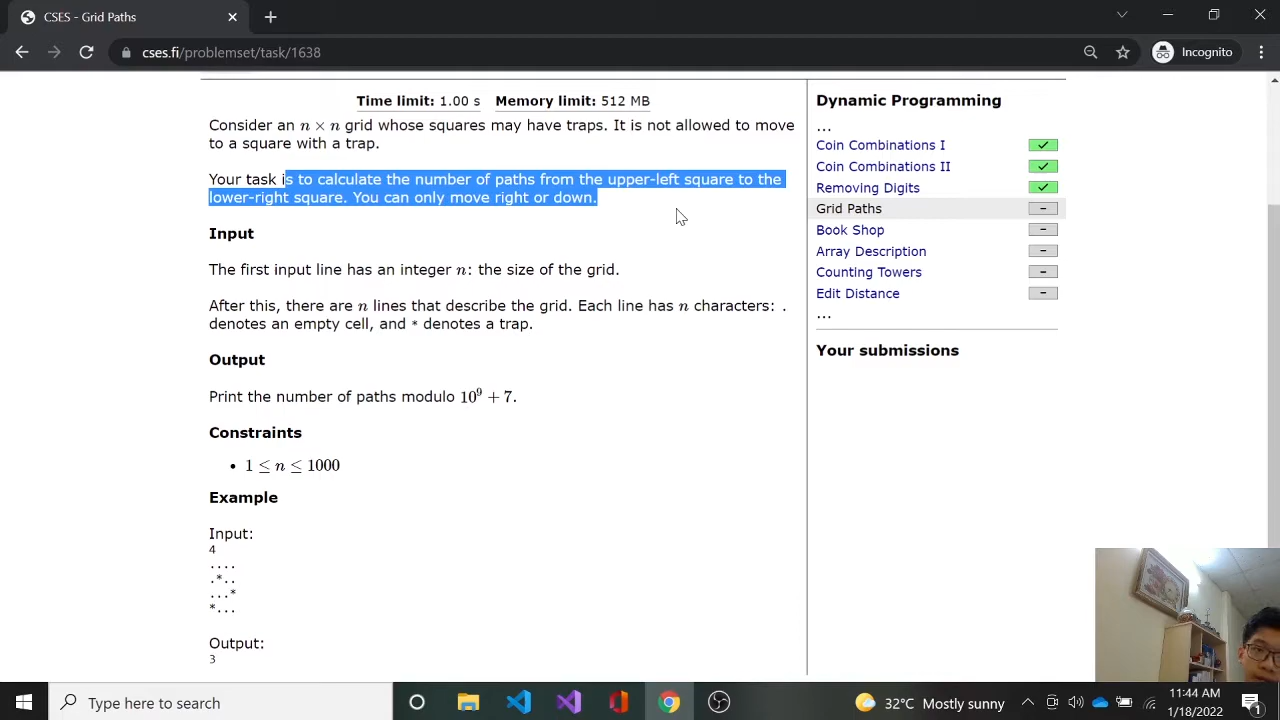 CSES - Grid Paths
cses.fi/problemset/task/1638
Incognito
Time limit: 1.00 s Memory limit: 512 MB
Consider an n × n grid whose squares may have traps. It is not allowed to move
to a square with a trap.
Your task is to calculate the number of paths from the upper-left square to the
lower-right square. You can only move right or down.
Input
The first input line has an integer n: the size of the grid.
After this, there are n lines that describe the grid. Each line has n characters: .
denotes an empty cell, and * denotes a trap.
Output
Print the number of paths modulo 10⁹ + 7.
Constraints
• 1 ≤ n ≤ 1000
Example
Input:
4
....
.*..
...*
*...
Output:
3
Dynamic Programming
...
Coin Combinations I
Coin Combinations II
Removing Digits
Grid Paths
Book Shop
Array Description
Counting Towers
Edit Distance
...
Your submissions
Type here to search
32°C Mostly sunny
11:44 AM
1/18/2022
1